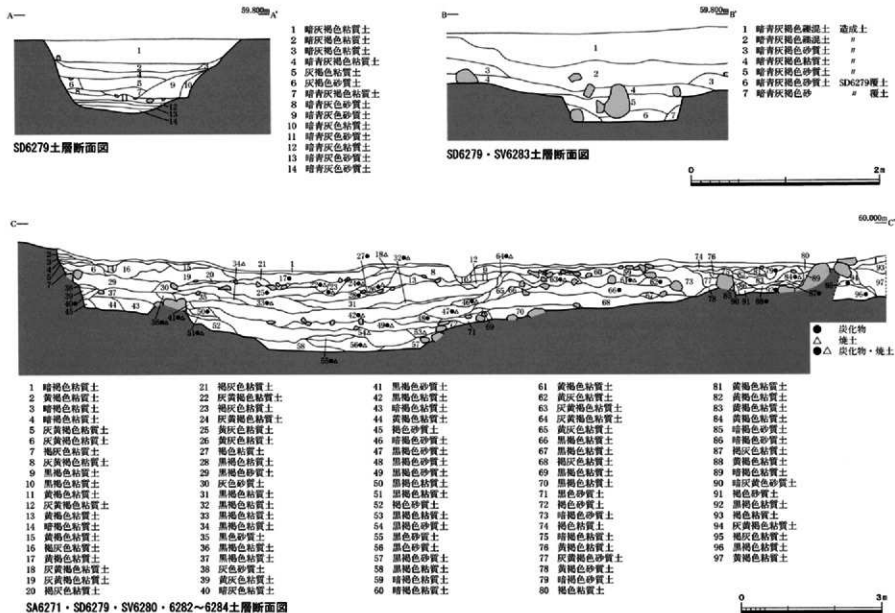 A— 59.800m A'
1 暗灰褐色粘質土
2 暗灰褐色粘質土
3 暗灰褐色粘質土
4 暗青灰褐色粘質土
5 灰褐色粘質土
6 灰褐色砂質土
7 暗青灰褐色粘質土
8 暗青灰色砂質土
9 暗青灰色砂質土
10 暗青灰色粘質土
11 暗青灰色砂質土
12 暗青灰色粘質土
13 暗青灰色砂質土
14 暗青灰色砂質土
SD6279土層断面図
B— 59.800m B'
1 暗青灰褐色礫混土 造成土
2 暗青灰褐色礫混土 〃
3 暗青灰褐色砂質土 〃
4 暗青灰褐色砂質土 〃
5 暗青灰褐色砂質土 〃
6 暗青灰褐色砂質土 SD6279覆土
7 暗青灰褐色砂 〃 覆土
SD6279・SV6283土層断面図
0 2m
C— 60.000m C'
● 炭化物
△ 焼土
●△ 炭化物・焼土
1 暗褐色粘質土
2 黄褐色粘質土
3 暗褐色粘質土
4 暗褐色粘質土
5 灰黄褐色粘質土
6 灰黄褐色粘質土
7 褐灰色粘質土
8 灰黄褐色粘質土
9 黒褐色粘質土
10 黒褐色粘質土
11 黄褐色粘質土
12 灰黄褐色粘質土
13 黄褐色粘質土
14 暗褐色粘質土
15 黄褐色粘質土
16 褐灰色粘質土
17 黄褐色粘質土
18 灰黄褐色粘質土
19 灰黄褐色粘質土
20 褐灰色粘質土
21 褐灰色粘質土
22 灰黄褐色粘質土
23 褐灰色粘質土
24 灰黄褐色粘質土
25 黄灰色粘質土
26 黄灰色粘質土
27 褐色粘質土
28 黒褐色粘質土
29 黒褐色砂質土
30 灰色砂質土
31 黒褐色粘質土
32 黒褐色粘質土
33 黒褐色粘質土
34 黒褐色粘質土
35 黒色砂質土
36 黒褐色粘質土
37 黒褐色粘質土
38 灰色砂質土
39 黄灰色粘質土
40 暗灰色粘質土
41 黒褐色砂質土
42 黒褐色粘質土
43 暗褐色粘質土
44 黄褐色粘質土
45 褐色砂質土
46 暗褐色砂質土
47 黒褐色砂質土
48 黒褐色砂質土
49 黒褐色砂質土
50 黒褐色粘質土
51 黒褐色粘質土
52 褐色砂質土
53 黒褐色粘質土
54 黒褐色砂質土
55 黒色砂質土
56 黒色砂質土
57 黒褐色砂質土
58 黒褐色粘質土
59 暗褐色粘質土
60 暗褐色粘質土
61 黄褐色粘質土
62 黄灰色粘質土
63 灰黄褐色粘質土
64 灰黄褐色粘質土
65 黄灰色粘質土
66 黒褐色粘質土
67 黒褐色粘質土
68 褐灰色粘質土
69 黒褐色粘質土
70 黒褐色粘質土
71 黒色砂質土
72 褐色砂質土
73 暗褐色砂質土
74 褐色粘質土
75 暗褐色粘質土
76 黄褐色粘質土
77 灰黄褐色砂質土
78 黄褐色砂質土
79 暗褐色砂質土
80 褐色粘質土
81 黄褐色粘質土
82 黄褐色粘質土
83 黄褐色粘質土
84 黄褐色粘質土
85 暗褐色砂質土
86 暗褐色砂質土
87 褐灰色粘質土
88 黄褐色粘質土
89 暗褐色粘質土
90 暗灰黄色砂質土
91 褐色砂質土
92 黒褐色粘質土
93 褐色粘質土
94 灰黄褐色粘質土
95 褐灰色粘質土
96 黒褐色粘質土
97 黄褐色粘質土
SA6271・SD6279・SV6280・6282～6284土層断面図
0 3m